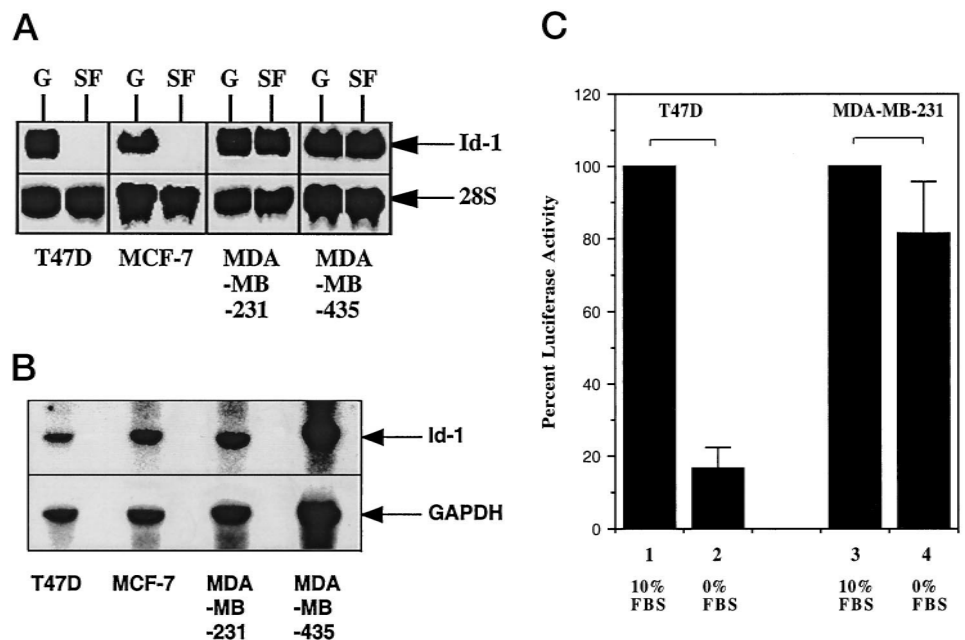 A
G SF G SF G SF G SF
Id-1
28S
T47D MCF-7 MDA MDA
-MB -MB
-231 -435
B
Id-1
GAPDH
T47D MCF-7 MDA MDA
-MB -MB
-231 -435
C
120
100
80
60
40
20
0
Percent Luciferase Activity
T47D MDA-MB-231
1 2 3 4
10% 0% 10% 0%
FBS FBS FBS FBS